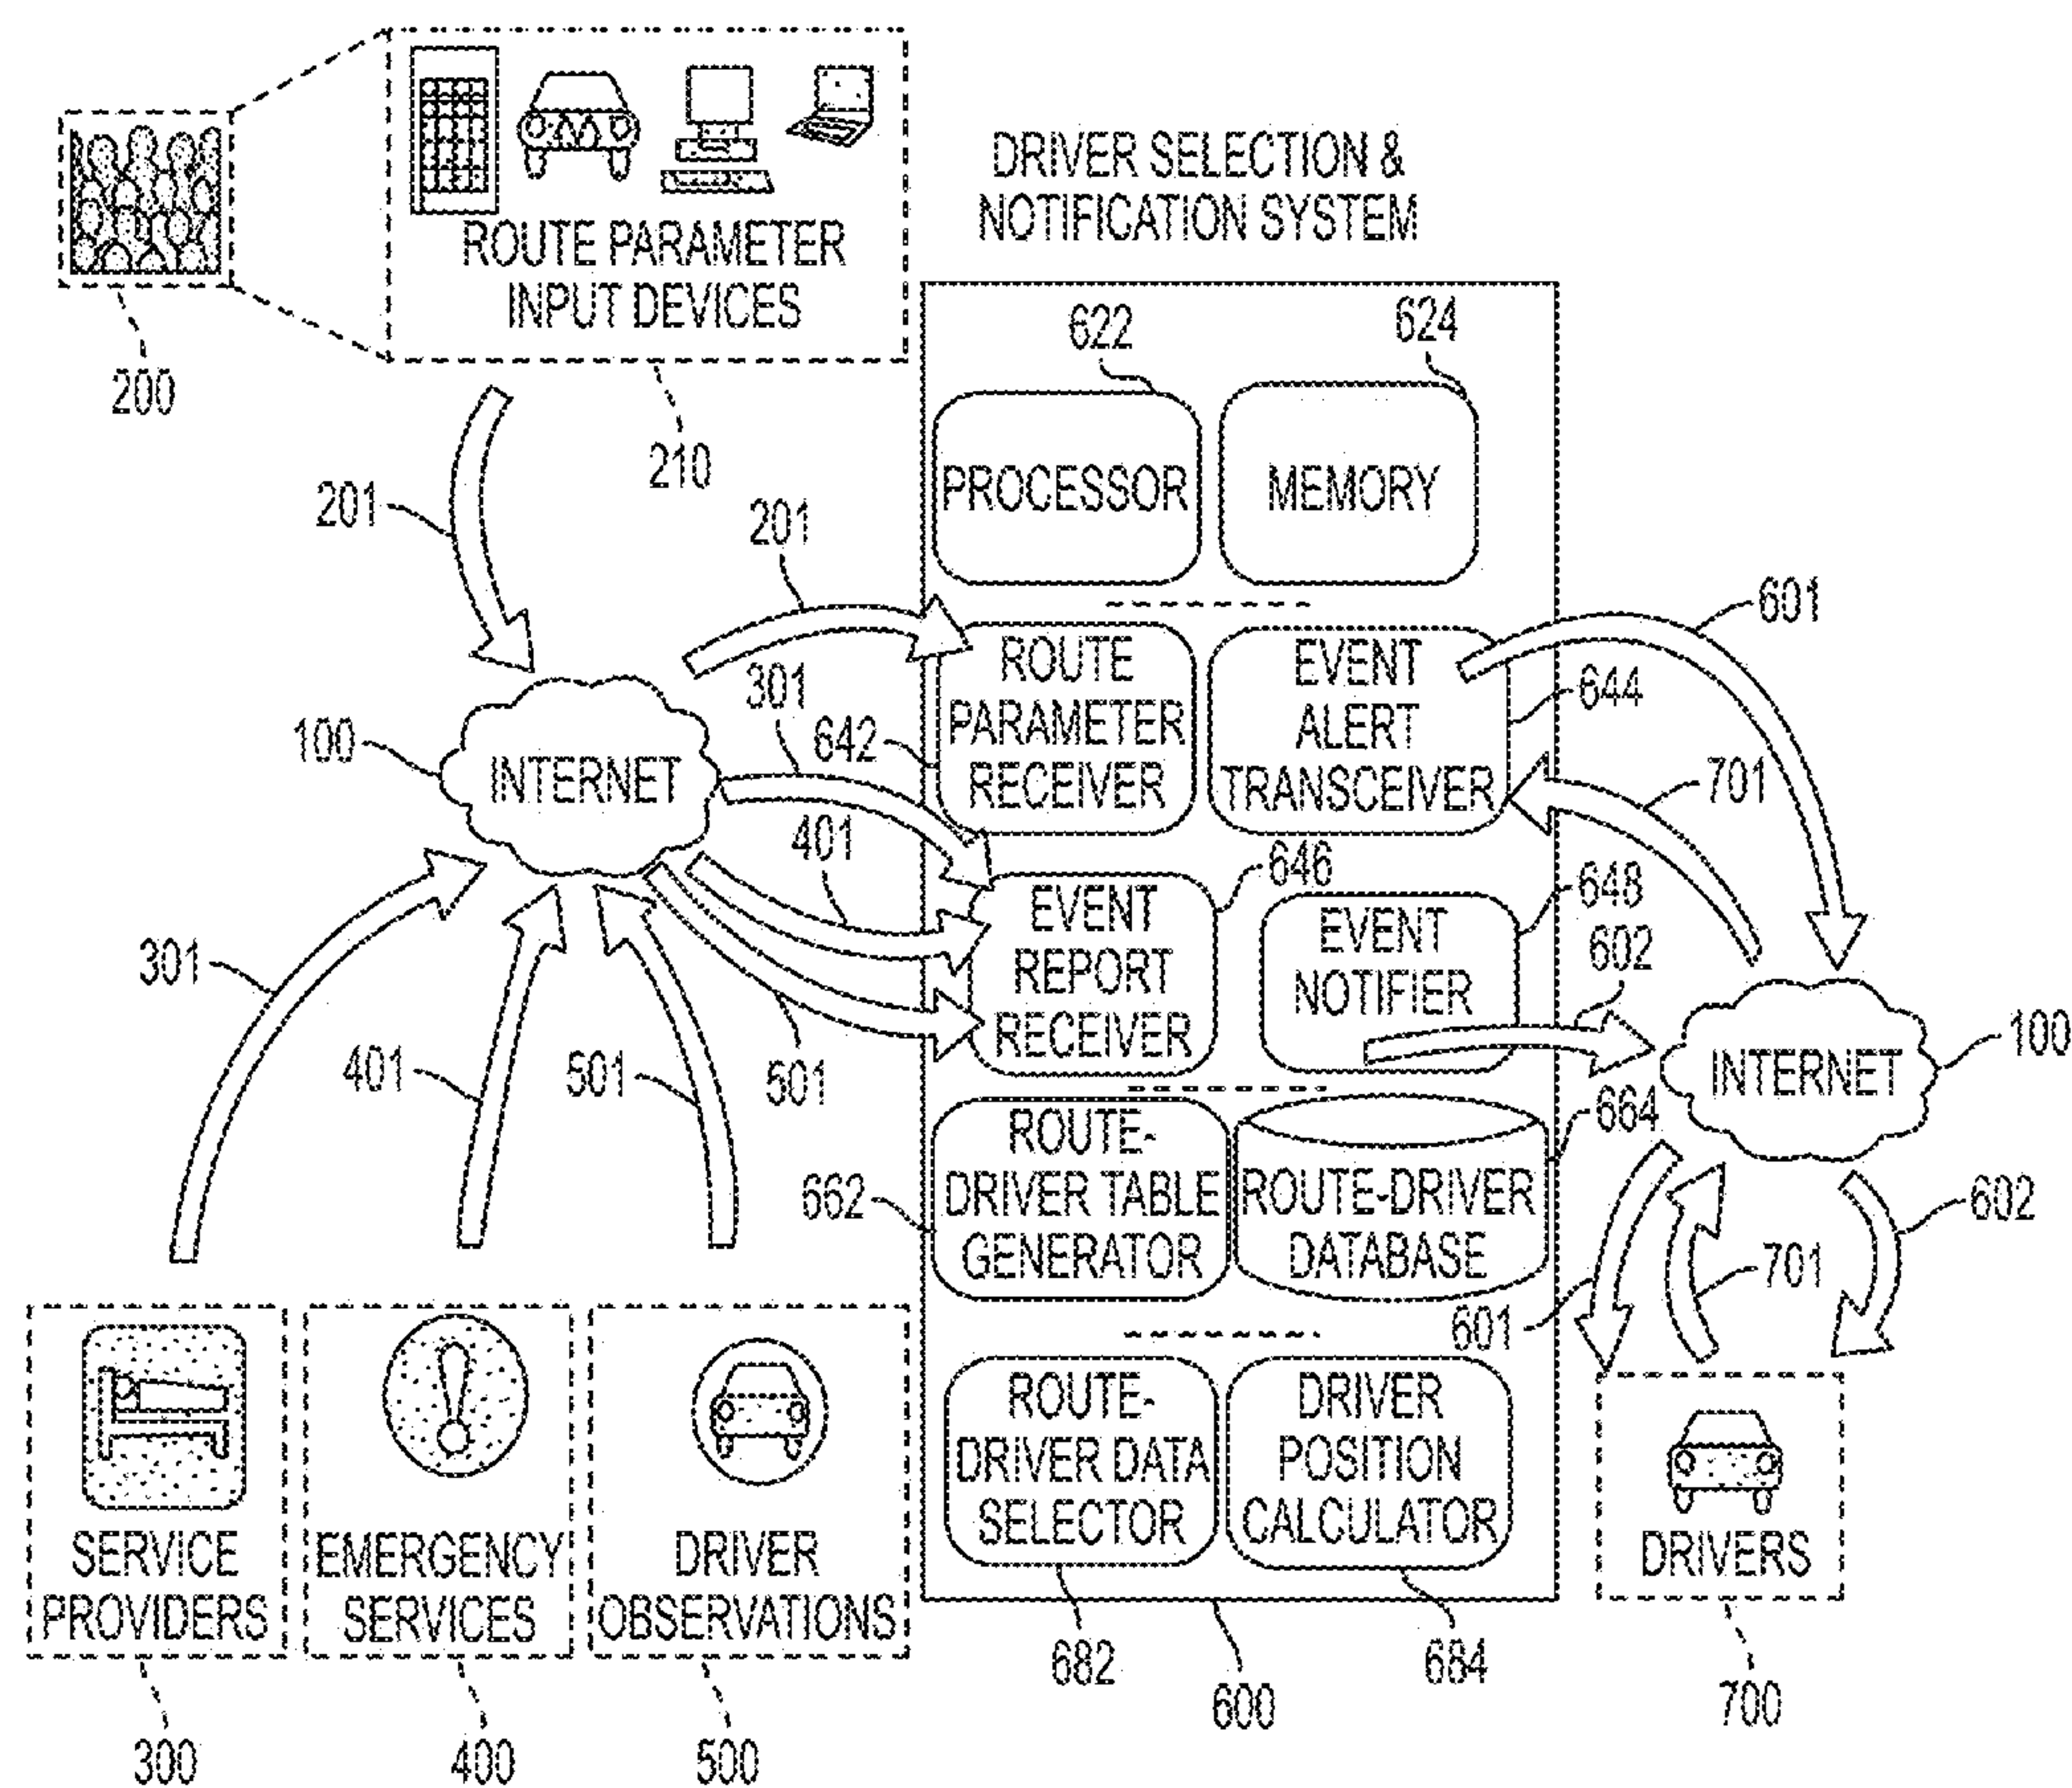 ROUTE PARAMETER
INPUT DEVICES
200
210
DRIVER SELECTION &
NOTIFICATION SYSTEM
622
624
PROCESSOR
MEMORY
201
201
601
ROUTE
PARAMETER
RECEIVER
EVENT
ALERT
TRANSCEIVER
644
301
642
100
INTERNET
701
401
646
648
EVENT
REPORT
RECEIVER
EVENT
NOTIFIER
602
301
401
501
501
INTERNET
100
664
ROUTE-
DRIVER TABLE
GENERATOR
662
ROUTE-DRIVER
DATABASE
602
701
601
ROUTE-
DRIVER DATA
SELECTOR
DRIVER
POSITION
CALCULATOR
SERVICE
PROVIDERS
EMERGENCY
SERVICES
DRIVER
OBSERVATIONS
DRIVERS
682
684
600
700
300
400
500